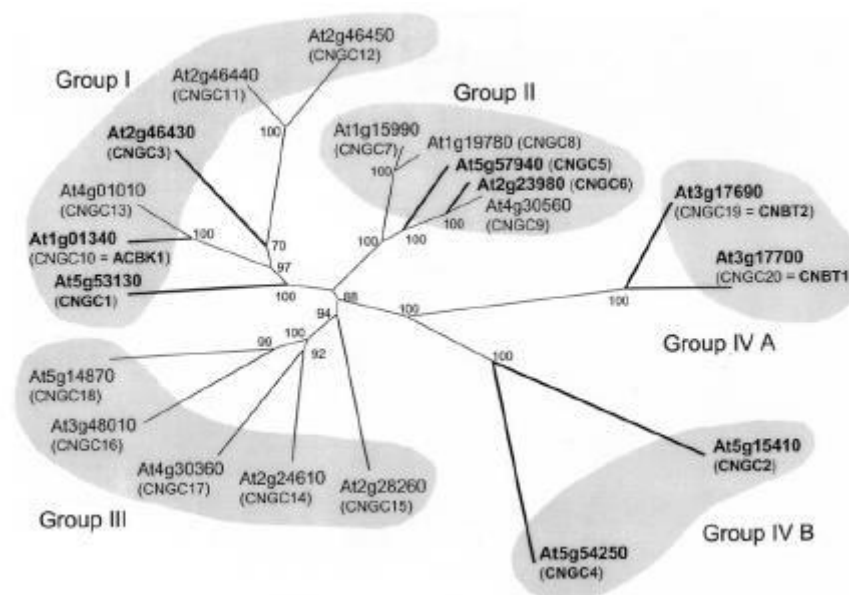 Group I
At2g46450
(CNGC12)
At2g46440
(CNGC11)
At2g46430
(CNGC3)
At4g01010
(CNGC13)
At1g01340
(CNGC10 = ACBK1)
At5g53130
(CNGC1)
100
70
100
97
100
Group II
At1g15990
(CNGC7)
At1g19780 (CNGC8)
At5g57940 (CNGC5)
At2g23980 (CNGC6)
At4g30560
(CNGC9)
100
100
100
100
At3g17690
(CNGC19 = CNBT2)
At3g17700
(CNGC20 = CNBT1)
100
Group IV A
88
100
94
100
99
92
100
At5g14870
(CNGC18)
At3g48010
(CNGC16)
At4g30360
(CNGC17)
At2g24610
(CNGC14)
At2g28260
(CNGC15)
Group III
At5g15410
(CNGC2)
At5g54250
(CNGC4)
Group IV B